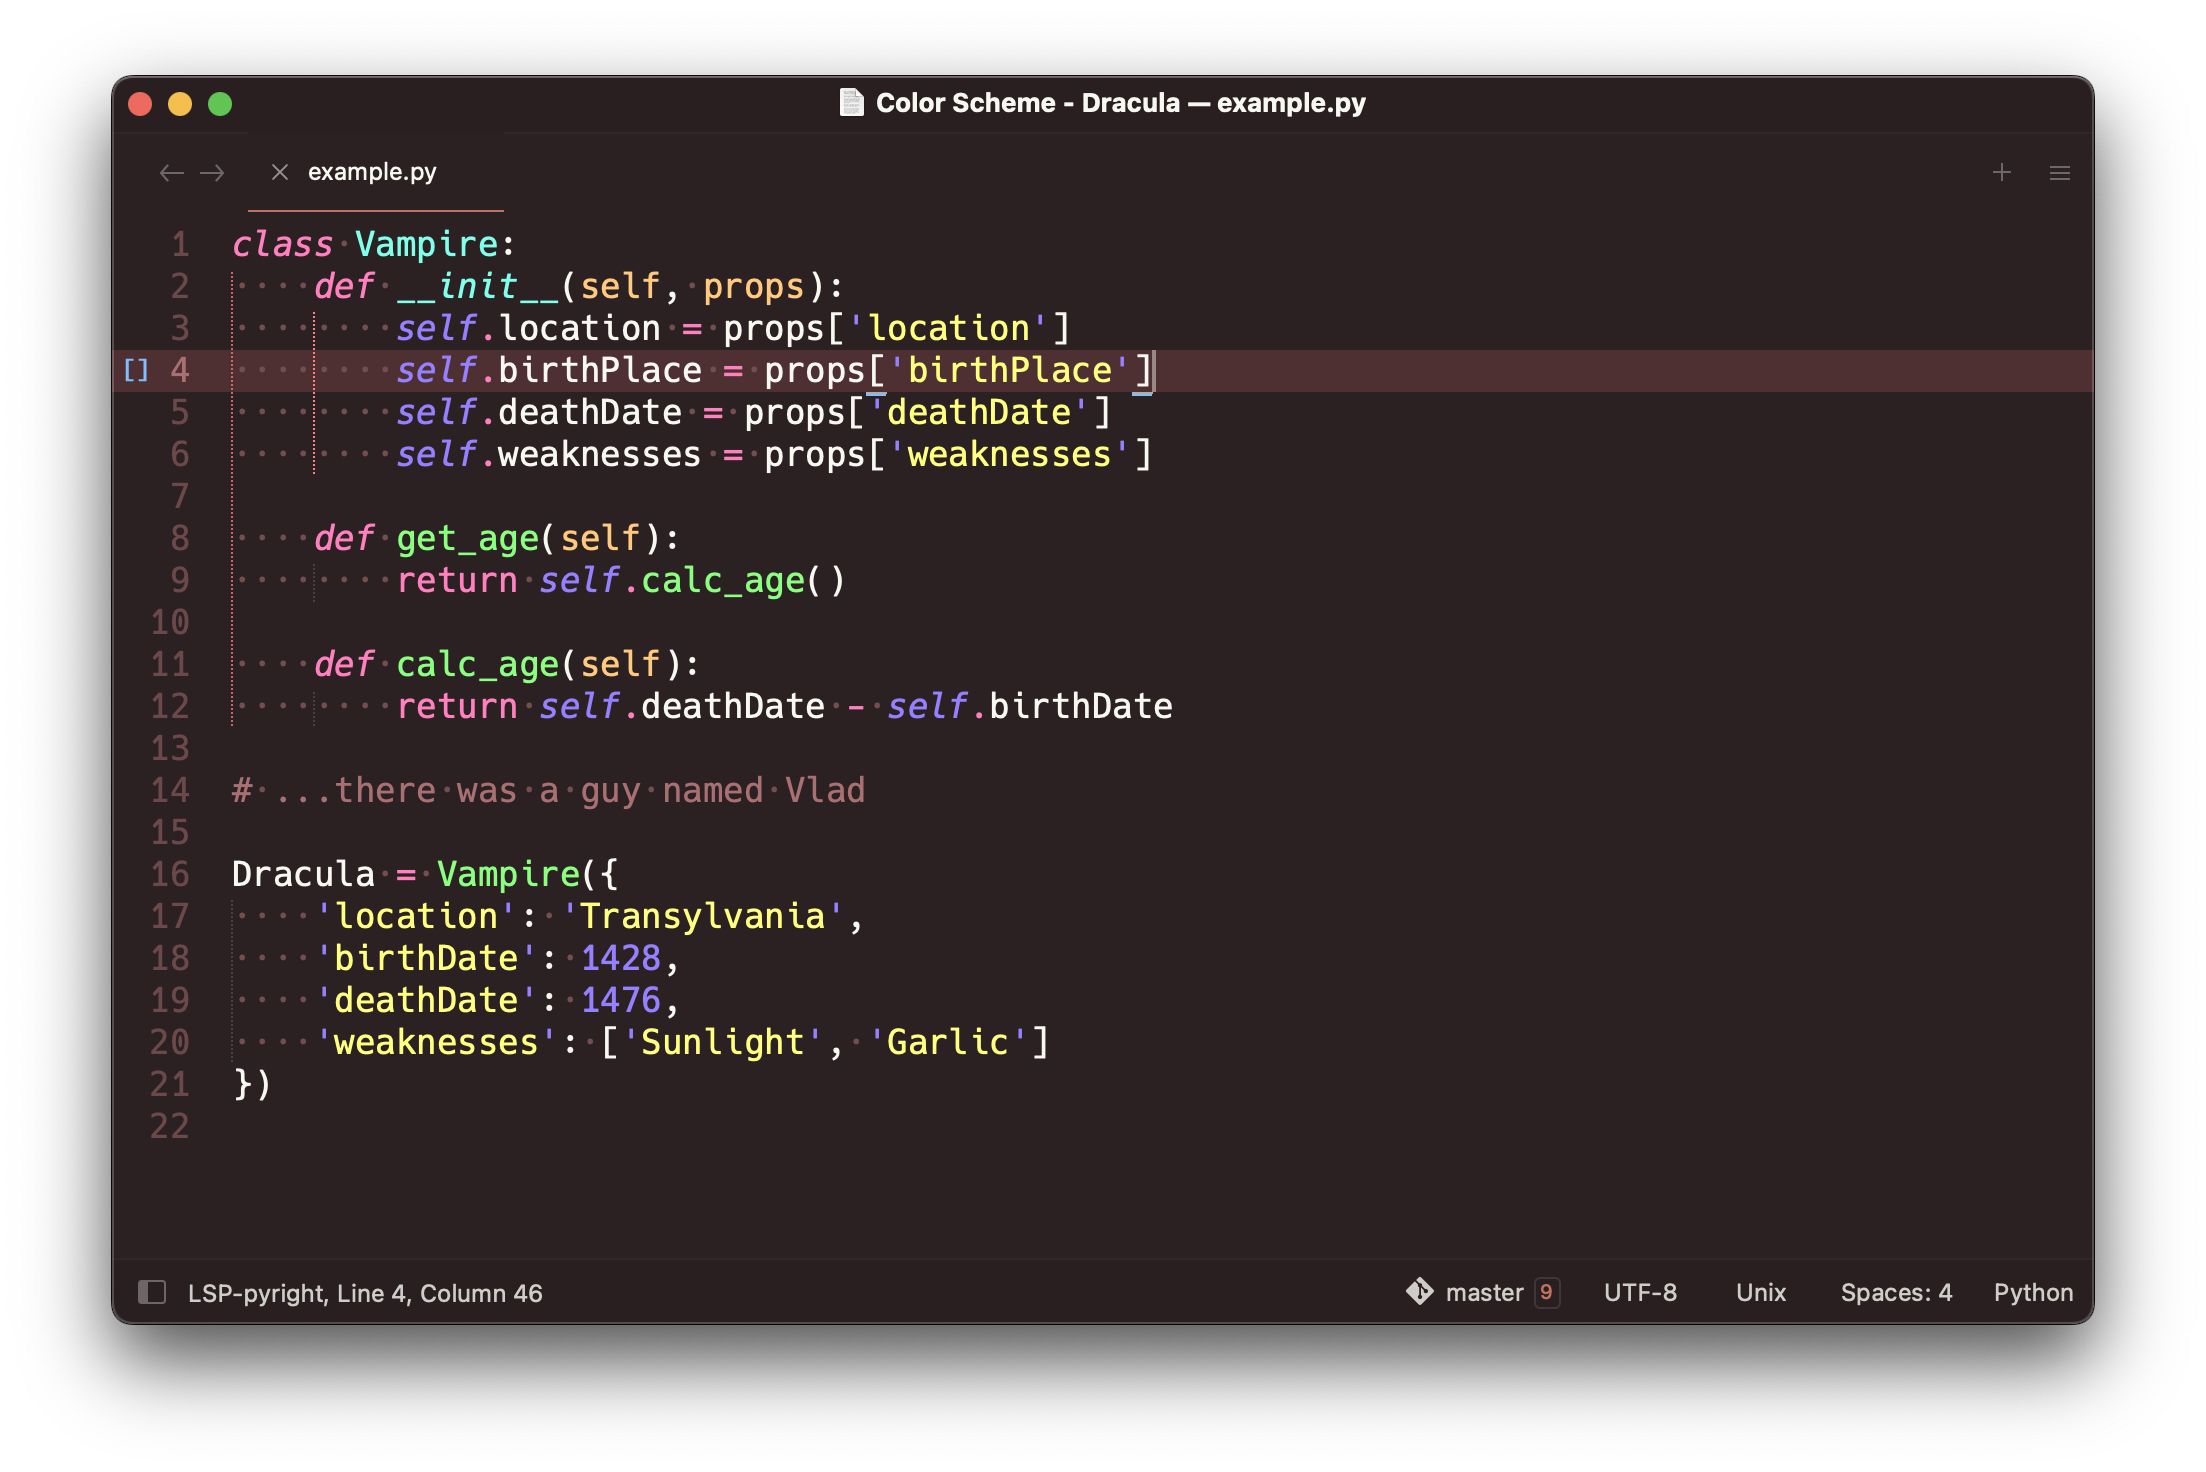 Color Scheme - Dracula — example.py
example.py
1 class Vampire:
2     def __init__(self, props):
3         self.location = props['location']
[] 4         self.birthPlace = props['birthPlace']
5         self.deathDate = props['deathDate']
6         self.weaknesses = props['weaknesses']
7
8     def get_age(self):
9         return self.calc_age()
10
11     def calc_age(self):
12         return self.deathDate - self.birthDate
13
14 # ...there was a guy named Vlad
15
16 Dracula = Vampire({
17     'location': 'Transylvania',
18     'birthDate': 1428,
19     'deathDate': 1476,
20     'weaknesses': ['Sunlight', 'Garlic']
21 })
22
LSP-pyright, Line 4, Column 46 master 9 UTF-8 Unix Spaces: 4 Python